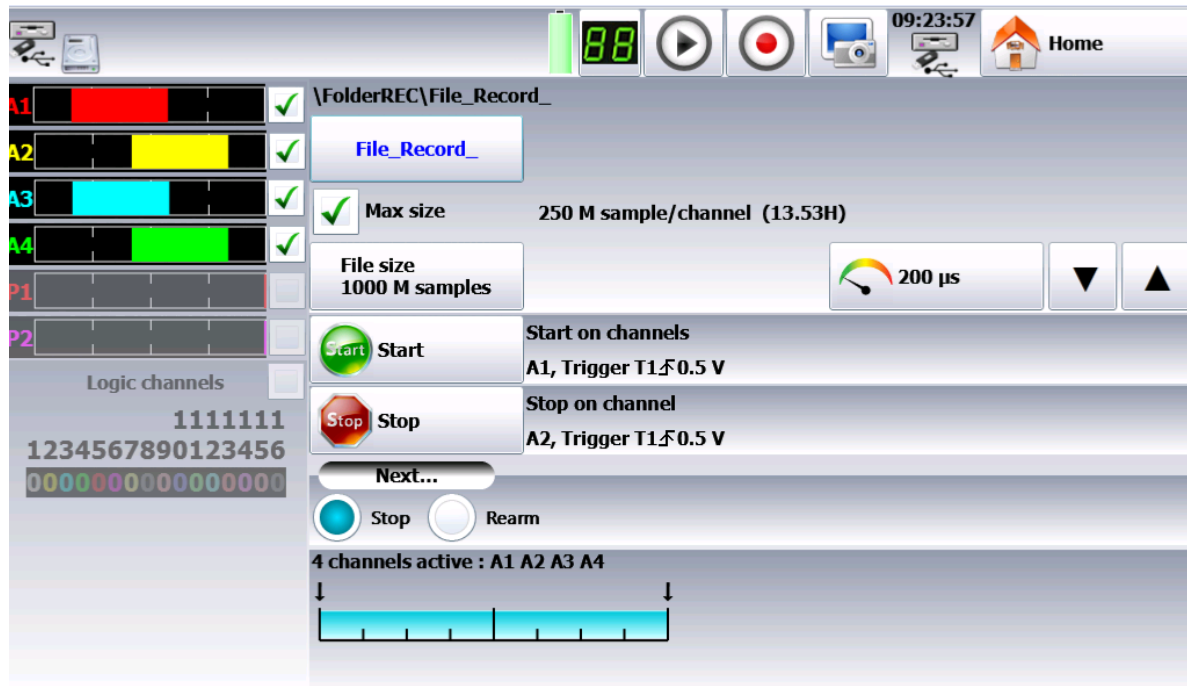 88
09:23:57
Home
A1
A2
A3
A4
P1
P2
Logic channels
1111111
1234567890123456
0000000000000000
\FolderREC\File_Record_
File_Record_
Max size
250 M sample/channel (13.53H)
File size
1000 M samples
200 µs
Start
Start
Start on channels
A1, Trigger T1 0.5 V
Stop
Stop
Stop on channel
A2, Trigger T1 0.5 V
Next...
Stop
Rearm
4 channels active : A1 A2 A3 A4